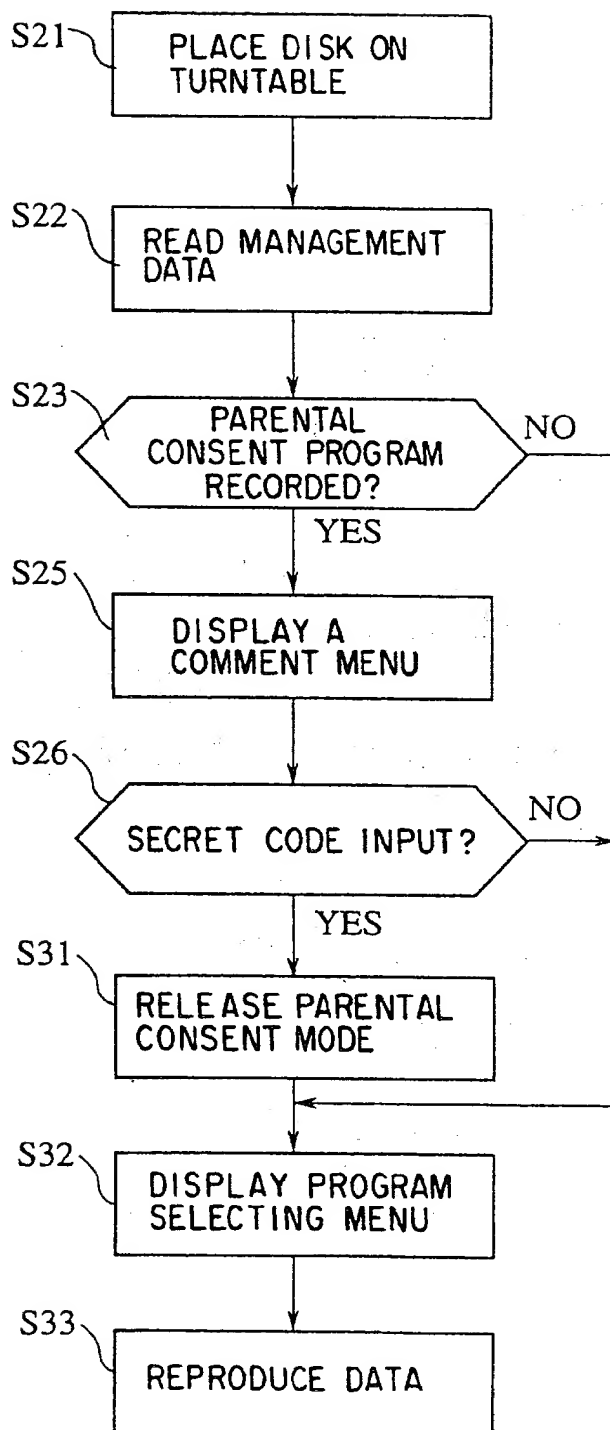 S21
PLACE DISK ON
TURNTABLE
S22
READ MANAGEMENT
DATA
S23
PARENTAL
CONSENT PROGRAM
RECORDED?
NO
YES
S25
DISPLAY A
COMMENT MENU
S26
SECRET CODE INPUT?
NO
YES
S31
RELEASE PARENTAL
CONSENT MODE
S32
DISPLAY PROGRAM
SELECTING MENU
S33
REPRODUCE DATA